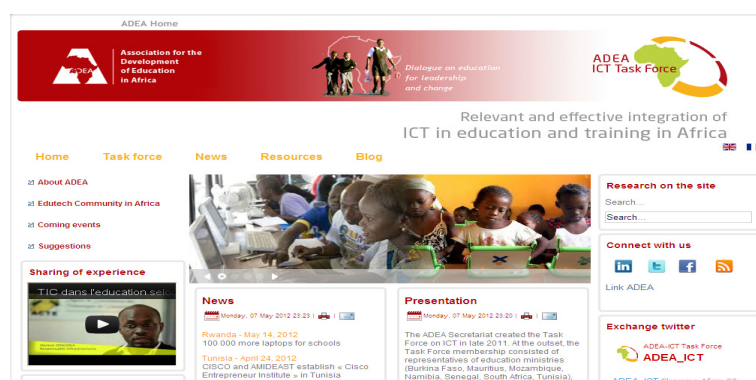 ADEA Home
Association for the
Development
of Education
in Africa
ADEA
Dialogue on education
for leadership
and change
ADEA
ICT Task Force
Relevant and effective integration of
ICT in education and training in Africa
Home Task force News Resources Blog
About ADEA
Edutech Community in Africa
Coming events
Suggestions
Sharing of experience
TIC dans l'education
News
Monday, 07 May 2012 23:23 |
Rwanda - May 14, 2012
100 000 more laptops for schools
Tunisia - April 24, 2012
CISCO and AMIDEAST establish « Cisco
Entrepreneur Institute » in Tunisia
Presentation
Monday, 07 May 2012 23:20 |
The ADEA Secretariat created the Task
Force on ICT in late 2011. At the outset, the
Task Force membership consisted of
representatives of education ministries
(Burkina Faso, Mauritius, Mozambique,
Namibia, Senegal, South Africa, Tunisia),
Research on the site
Search...
Search...
Connect with us
Link ADEA
Exchange twitter
ADEA-ICT Task Force
ADEA_ICT